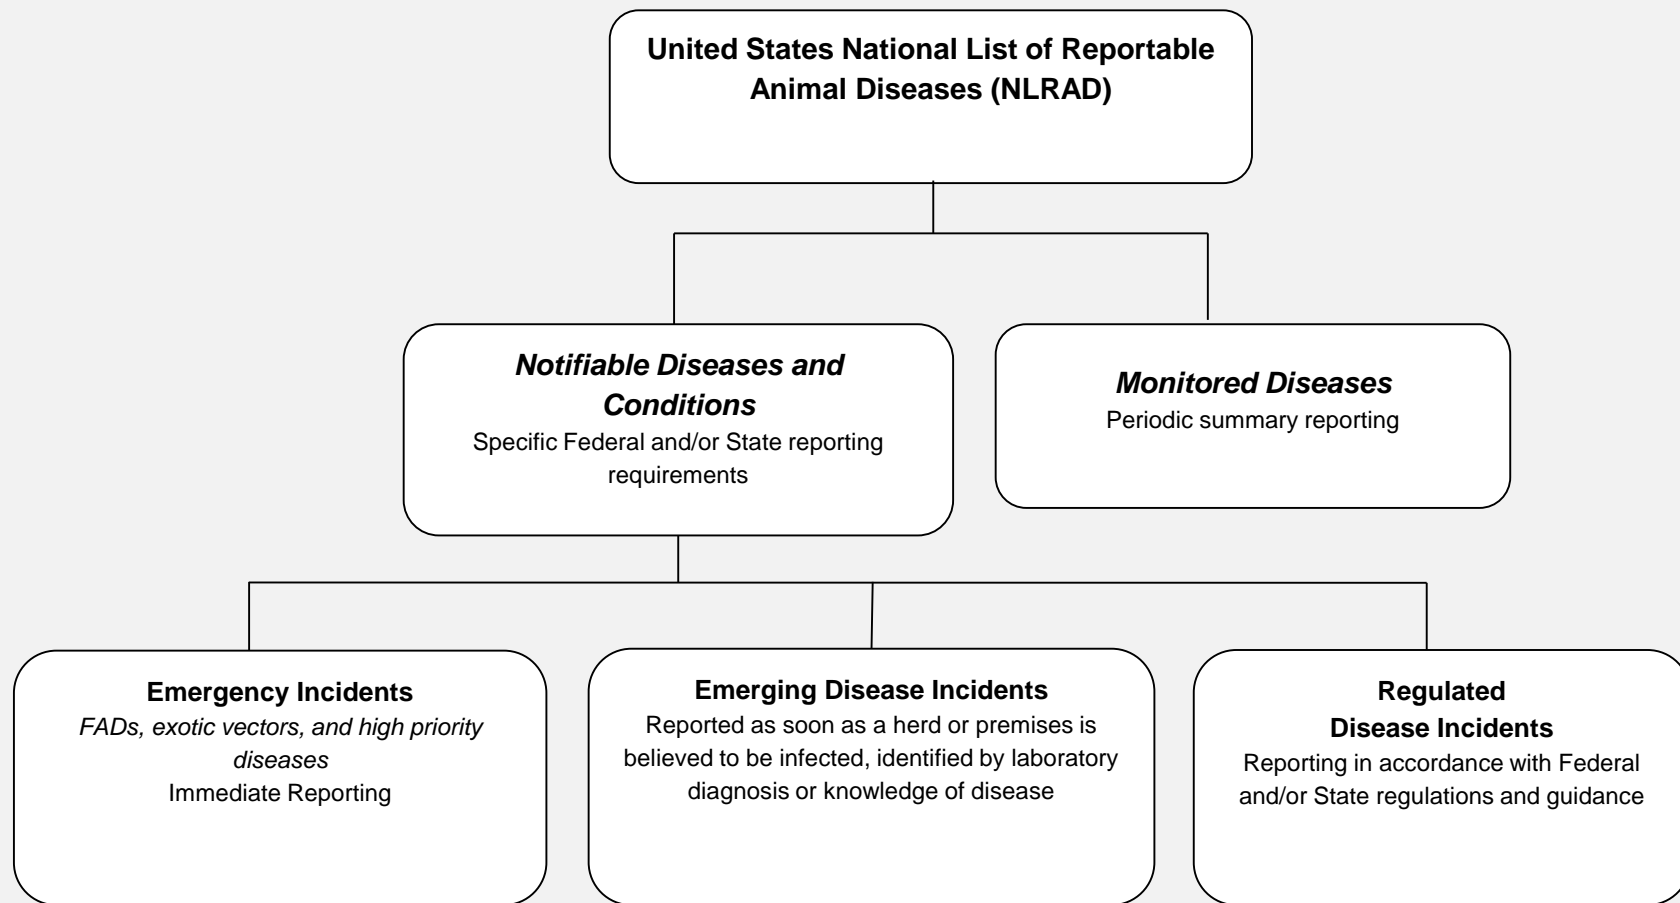 United States National List of Reportable
Animal Diseases (NLRAD)
Notifiable Diseases and
Conditions
Specific Federal and/or State reporting
requirements
Monitored Diseases
Periodic summary reporting
Emergency Incidents
FADs, exotic vectors, and high priority
diseases
Immediate Reporting
Emerging Disease Incidents
Reported as soon as a herd or premises is
believed to be infected, identified by laboratory
diagnosis or knowledge of disease
Regulated
Disease Incidents
Reporting in accordance with Federal
and/or State regulations and guidance